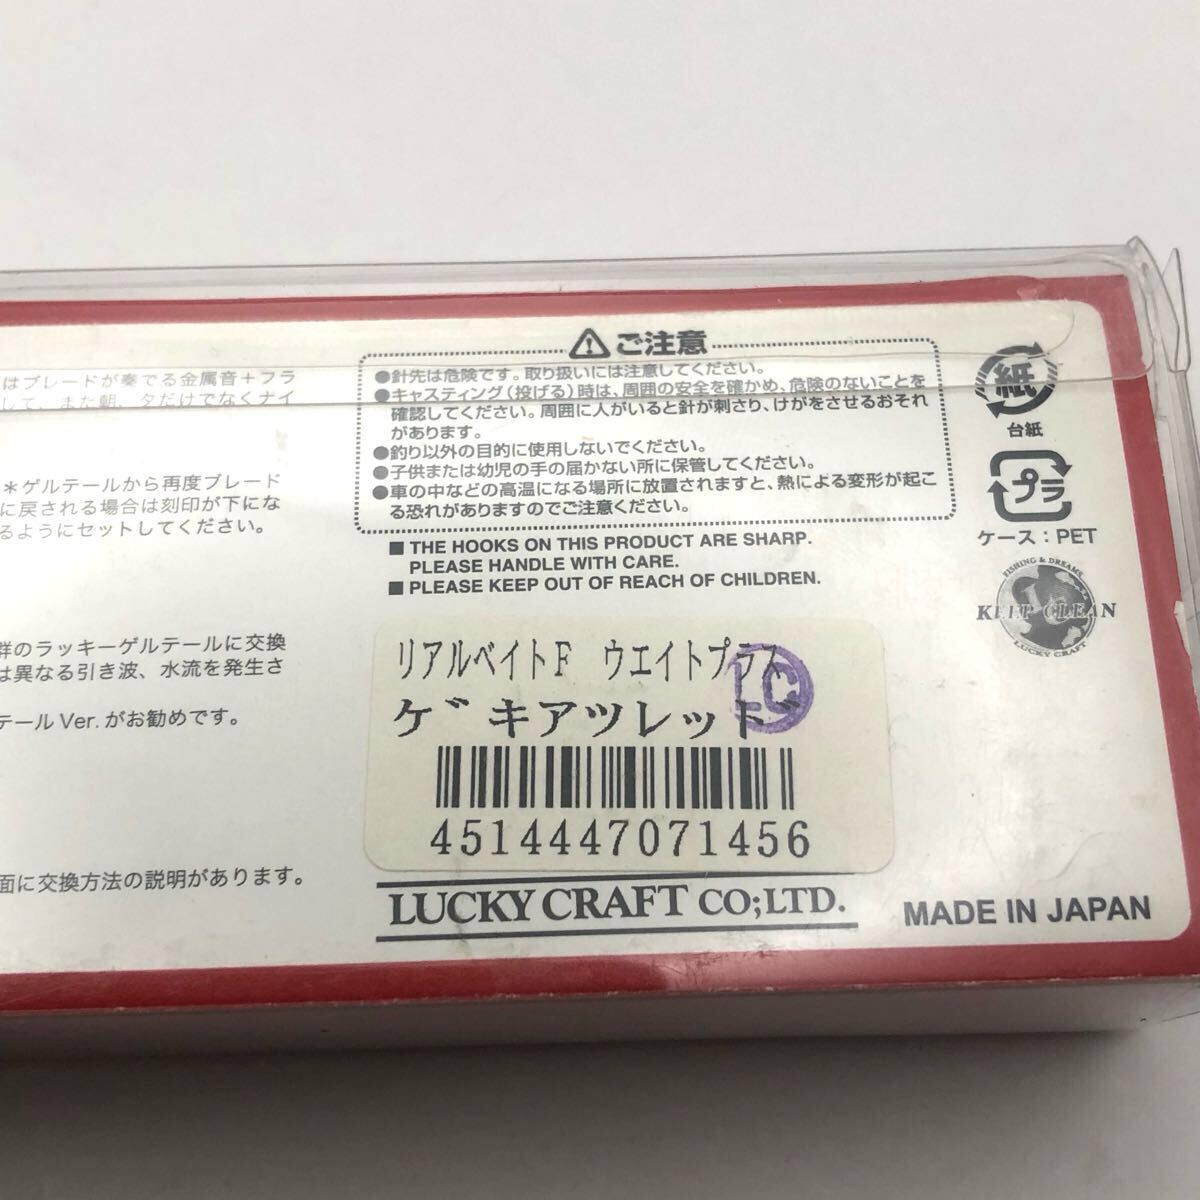 はブレードが奏でる金属音＋フラ
して、また朝、夕だけでなくナイ
＊ゲルテールから再度ブレード
に戻される場合は刻印が下にな
るようにセットしてください。
群のラッキーゲルテールに交換
は異なる引き波、水流を発生さ
テールVer.がお勧めです。
面に交換方法の説明があります。
ご注意
●針先は危険です。取り扱いには注意してください。
●キャスティング（投げる）時は、周囲の安全を確かめ、危険のないことを
確認してください。周囲に人がいると針が刺さり、けがをさせるおそれ
があります。
●釣り以外の目的に使用しないでください。
●子供または幼児の手の届かない所に保管してください。
●車の中などの高温になる場所に放置されますと、熱による変形が起こ
る恐れがありますのでご注意ください。
■ THE HOOKS ON THIS PRODUCT ARE SHARP.
PLEASE HANDLE WITH CARE.
■ PLEASE KEEP OUT OF REACH OF CHILDREN.
紙
台紙
プラ
ケース：PET
FISHING & DREAMS
KEEP CLEAN
LUCKY CRAFT
リアルベイトF ウエイトプラス
LC
ゲキアツレッド
4514447071456
LUCKY CRAFT CO;LTD.
MADE IN JAPAN